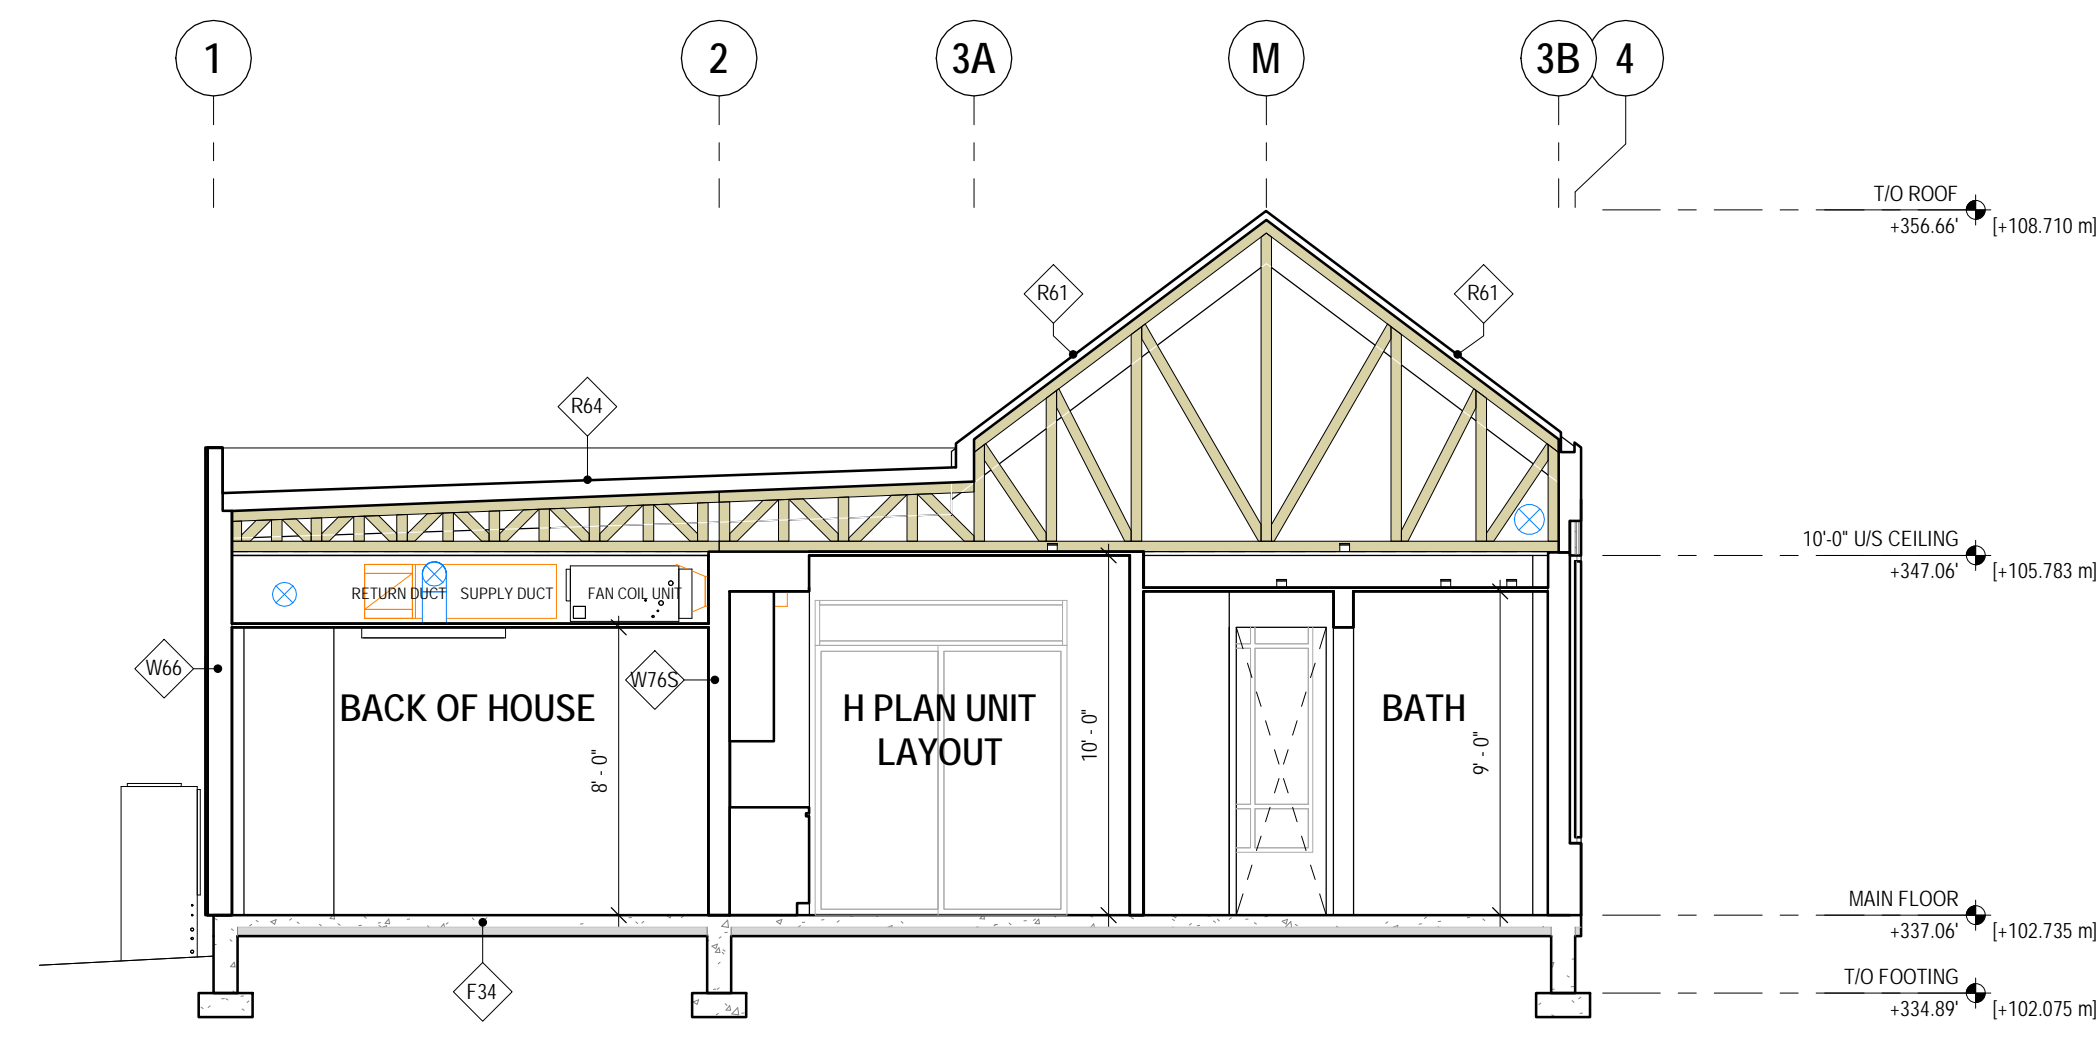 1
2
3A
M
3B
4
T/O ROOF
+356.66'
[+108.710 m]
R61
R61
R64
10'-0" U/S CEILING
+347.06'
[+105.783 m]
RETURN DUCT
SUPPLY DUCT
FAN COIL UNIT
W66
W76S
BACK OF HOUSE
H PLAN UNIT
LAYOUT
BATH
8' - 0"
10' - 0"
9' - 0"
MAIN FLOOR
+337.06'
[+102.735 m]
T/O FOOTING
+334.89'
[+102.075 m]
F34